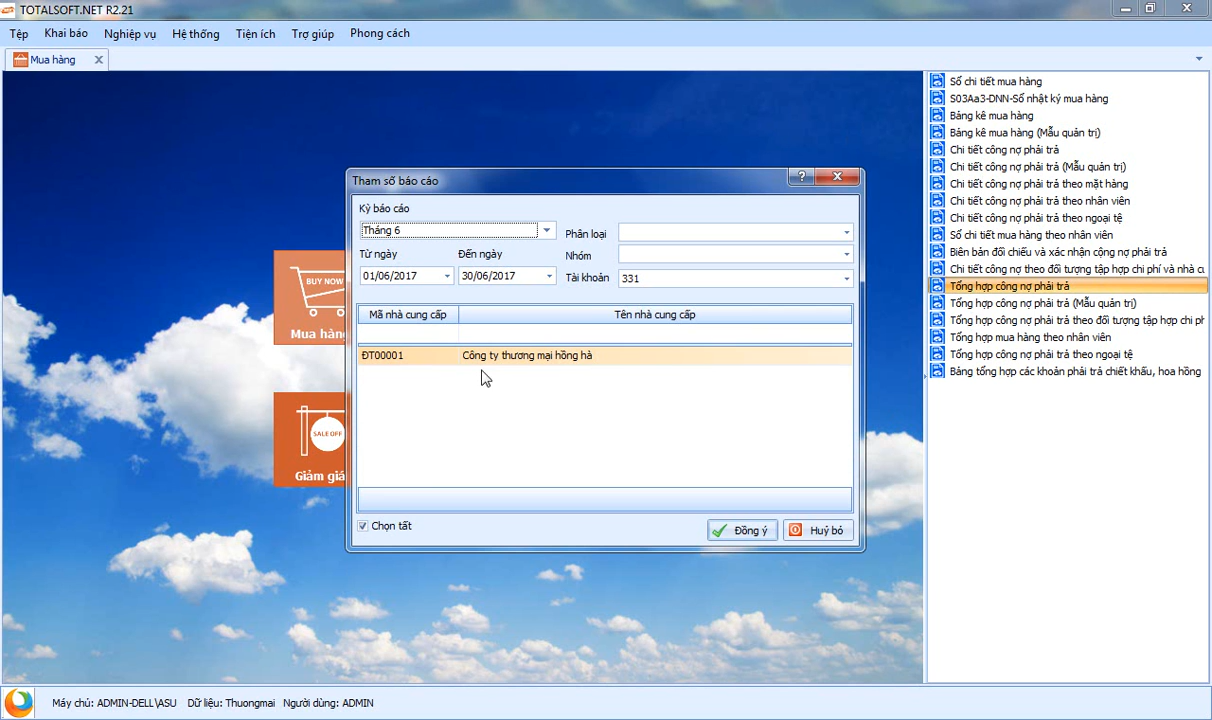 TOTALSOFT.NET R2.21
Tệp Khai báo Nghiệp vụ Hệ thống Tiện ích Trợ giúp Phong cách
Mua hàng
BUY NOW
Mua hàn
SALE OFF
Giảm giá
Tham số báo cáo
Kỳ báo cáo
Tháng 6
Phân loại
Từ ngày Đến ngày
Nhóm
01/06/2017 30/06/2017
Tài khoản 331
Mã nhà cung cấp Tên nhà cung cấp
ĐT00001 Công ty thương mại hồng hà
Chọn tất
Đồng ý Huỷ bỏ
Sổ chi tiết mua hàng
S03Aa3-DNN-Sổ nhật ký mua hàng
Bảng kê mua hàng
Bảng kê mua hàng (Mẫu quản trị)
Chi tiết công nợ phải trả
Chi tiết công nợ phải trả (Mẫu quản trị)
Chi tiết công nợ phải trả theo mặt hàng
Chi tiết công nợ phải trả theo nhân viên
Chi tiết công nợ phải trả theo ngoại tệ
Sổ chi tiết mua hàng theo nhân viên
Biên bản đối chiếu và xác nhận công nợ phải trả
Chi tiết công nợ theo đối tượng tập hợp chi phí và nhà cu
Tổng hợp công nợ phải trả
Tổng hợp công nợ phải trả (Mẫu quản trị)
Tổng hợp công nợ phải trả theo đối tượng tập hợp chi ph
Tổng hợp mua hàng theo nhân viên
Tổng hợp công nợ phải trả theo ngoại tệ
Bảng tổng hợp các khoản phải trả chiết khấu, hoa hồng
Máy chủ: ADMIN-DELL\ASU Dữ liệu: Thuongmai Người dùng: ADMIN